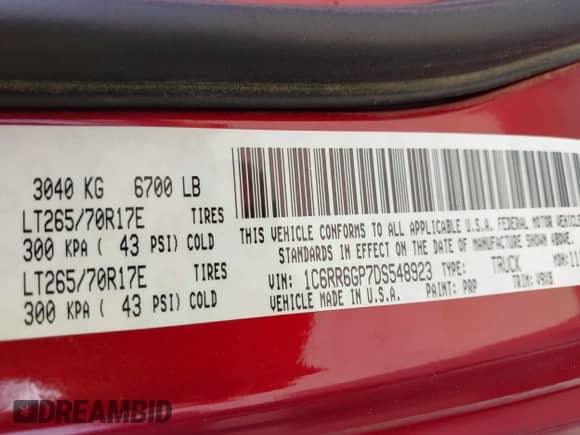 3040 KG 6700 LB
LT265/70R17E TIRES
300 KPA ( 43 PSI) COLD
LT265/70R17E TIRES
300 KPA ( 43 PSI) COLD
THIS VEHICLE CONFORMS TO ALL APPLICABLE U.S.A. FEDERAL MOTOR VEHICLE
STANDARDS IN EFFECT ON THE DATE OF MANUFACTURE SHOWN ABOVE
VIN: 1C6RR6GP7DS548923 TYPE: TRUCK
VEHICLE MADE IN U.S.A. PAINT: PRP TRIM: V9X8
DREAMBID